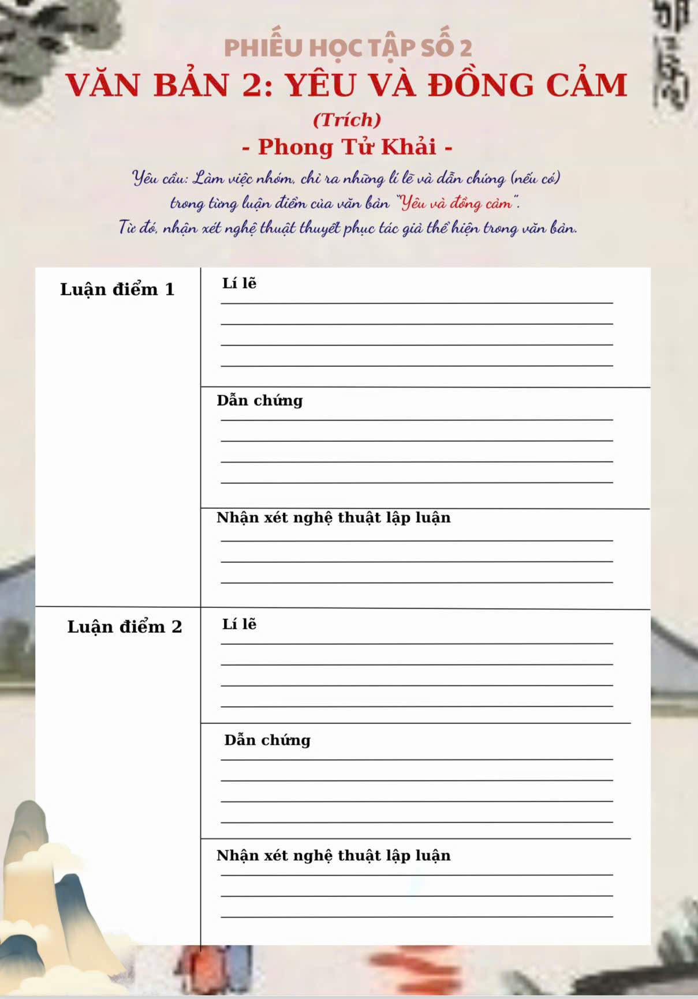 PHIẾU HỌC TẬP SỐ 2
VĂN BẢN 2: YÊU VÀ ĐỒNG CẢM
(Trích)
- Phong Tử Khải -
Yêu cầu: Làm việc nhóm, chỉ ra những lí lẽ và dẫn chứng (nếu có)
trong từng luận điểm của văn bản “Yêu và đồng cảm”.
Từ đó, nhận xét nghệ thuật thuyết phục tác giả thể hiện trong văn bản.
Luận điểm 1
Lí lẽ
Dẫn chứng
Nhận xét nghệ thuật lập luận
Luận điểm 2
Lí lẽ
Dẫn chứng
Nhận xét nghệ thuật lập luận